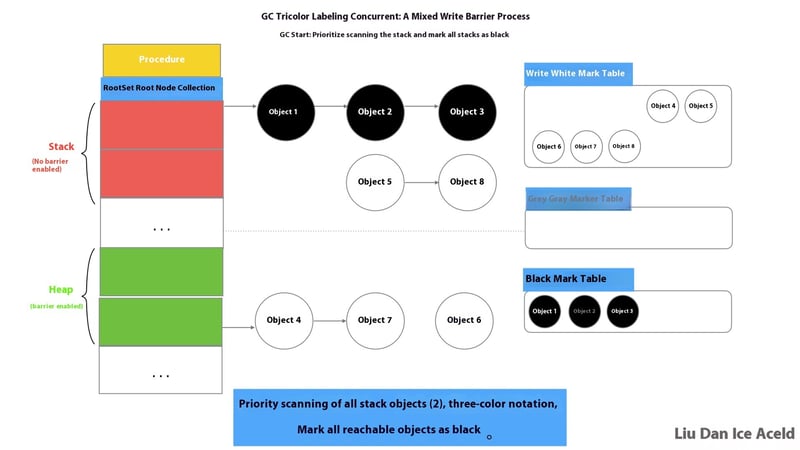 GC Tricolor Labeling Concurrent: A Mixed Write Barrier Process
GC Start: Prioritize scanning the stack and mark all stacks as black
Procedure
RootSet Root Node Collection
Stack
(No barrier
enabled)
. . .
Heap
(barrier enabled)
. . .
Object 1
Object 2
Object 3
Object 5
Object 8
Object 4
Object 7
Object 6
Write White Mark Table
Object 4
Object 5
Object 6
Object 7
Object 8
Grey Gray Marker Table
Black Mark Table
Object 1
Object 2
Object 3
Priority scanning of all stack objects (2), three-color notation,
Mark all reachable objects as black 。
Liu Dan Ice Aceld